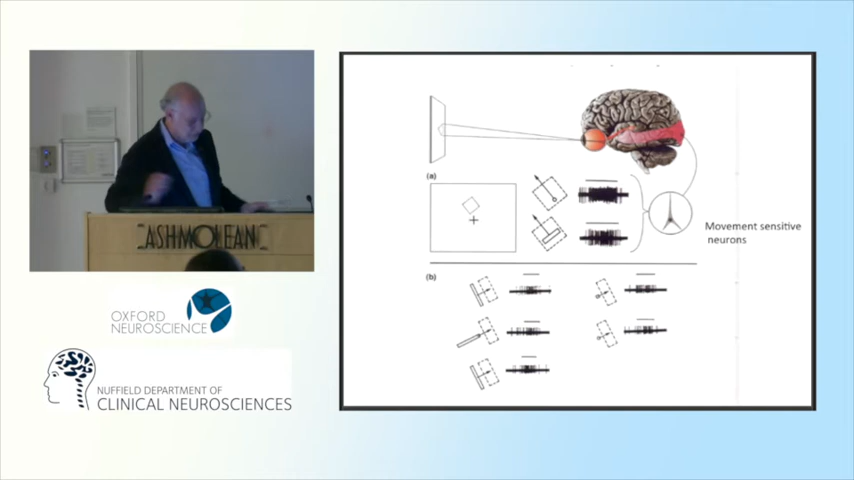 ASHMOLEAN
OXFORD
NEUROSCIENCE
NUFFIELD DEPARTMENT OF
CLINICAL NEUROSCIENCES
(a)
Movement sensitive
neurons
(b)